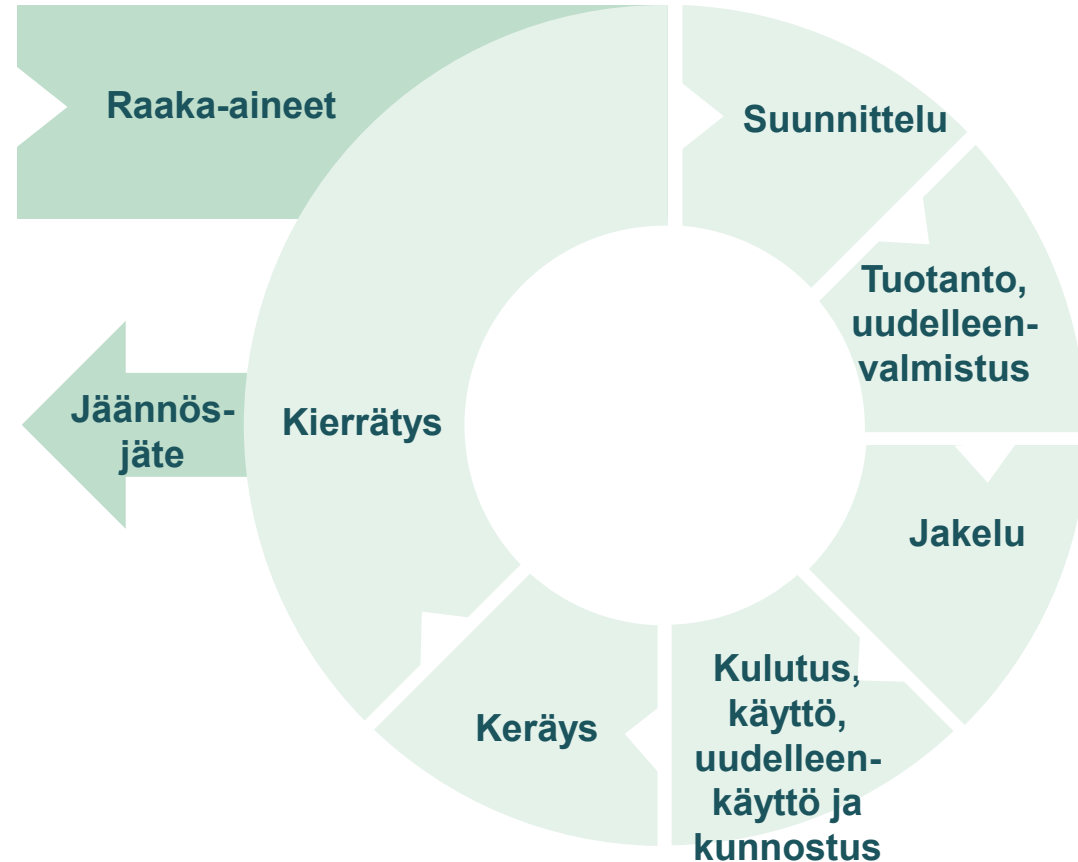 Raaka-aineet
Suunnittelu
Tuotanto,
uudelleen-
valmistus
Jakelu
Kulutus,
käyttö,
uudelleen-
käyttö ja
kunnostus
Keräys
Kierrätys
Jäännös-
jäte